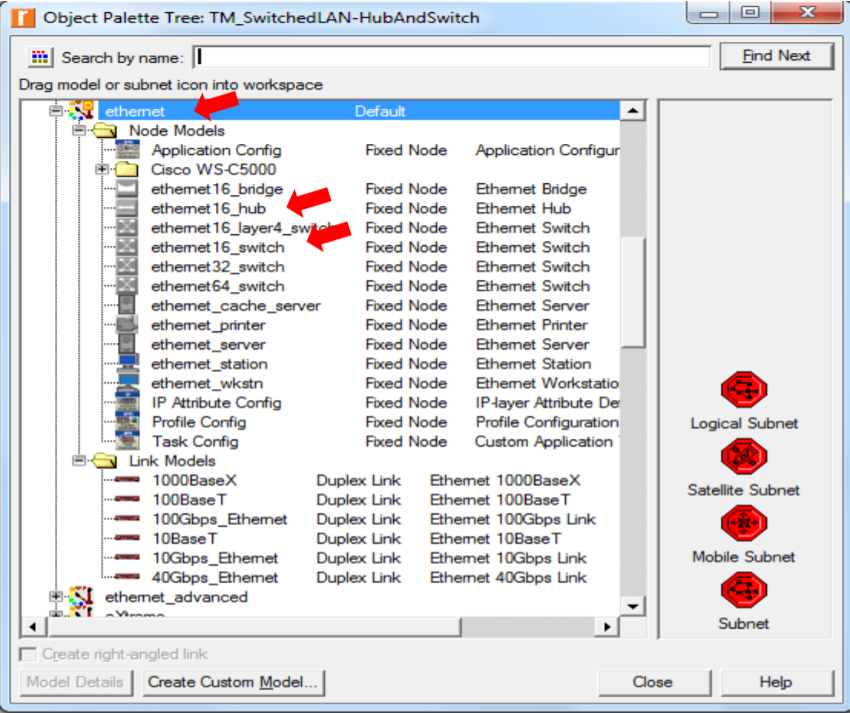 Object Palette Tree: TM_SwitchedLAN-HubAndSwitch
Search by name:
Find Next
Drag model or subnet icon into workspace
ethernet Default
Node Models
Application Config Fixed Node Application Configur
Cisco WS-C5000
ethernet16_bridge Fixed Node Ethernet Bridge
ethernet16_hub Fixed Node Ethernet Hub
ethernet16_layer4_switch Fixed Node Ethernet Switch
ethernet16_switch Fixed Node Ethernet Switch
ethernet32_switch Fixed Node Ethernet Switch
ethernet64_switch Fixed Node Ethernet Switch
ethernet_cache_server Fixed Node Ethernet Server
ethernet_printer Fixed Node Ethernet Printer
ethernet_server Fixed Node Ethernet Server
ethernet_station Fixed Node Ethernet Station
ethernet_wkstn Fixed Node Ethernet Workstatio
IP Attribute Config Fixed Node IP-layer Attribute De
Profile Config Fixed Node Profile Configuration
Task Config Fixed Node Custom Application
Link Models
1000BaseX Duplex Link Ethernet 1000BaseX
100BaseT Duplex Link Ethernet 100BaseT
100Gbps_Ethernet Duplex Link Ethernet 100Gbps Link
10BaseT Duplex Link Ethernet 10BaseT
10Gbps_Ethernet Duplex Link Ethernet 10Gbps Link
40Gbps_Ethernet Duplex Link Ethernet 40Gbps Link
ethernet_advanced
Logical Subnet
Satellite Subnet
Mobile Subnet
Subnet
Create right-angled link
Model Details
Create Custom Model...
Close
Help